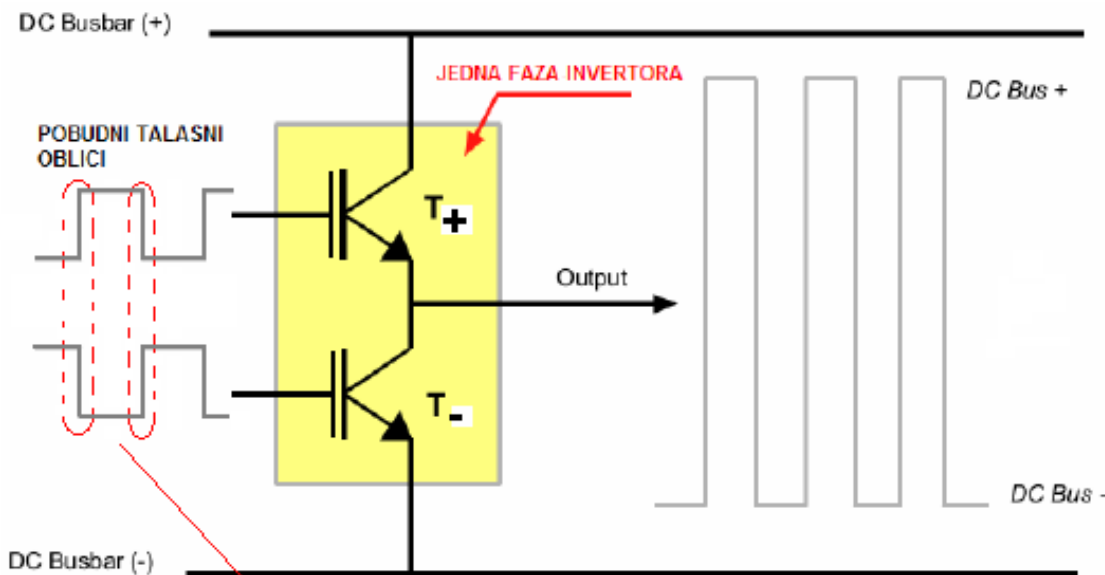 DC Busbar (+)
JEDNA FAZA INVERTORA
DC Bus +
POBUDNI TALASNI
OBLICI
T+
Output
T-
DC Bus -
DC Busbar (-)